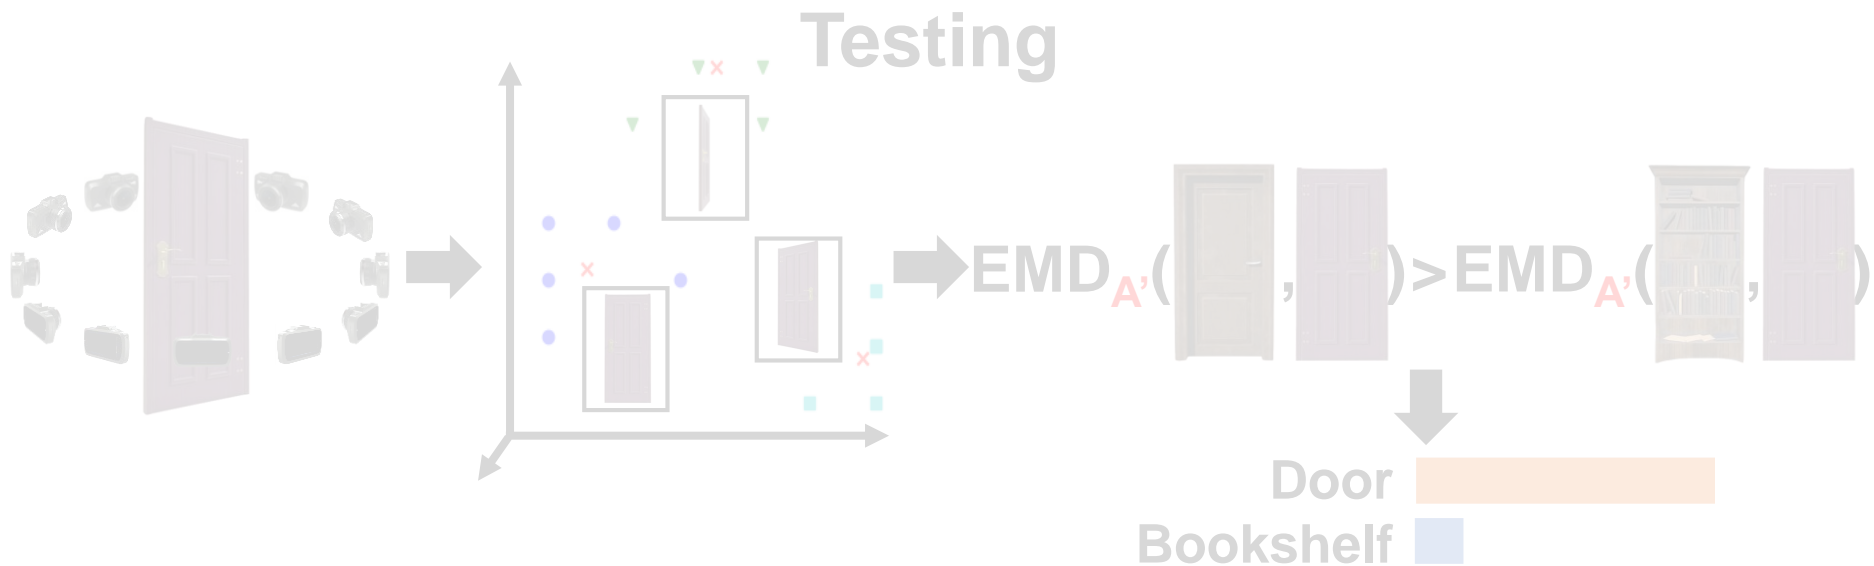 Testing
EMDA'( , )>EMDA'( , )
Door
Bookshelf